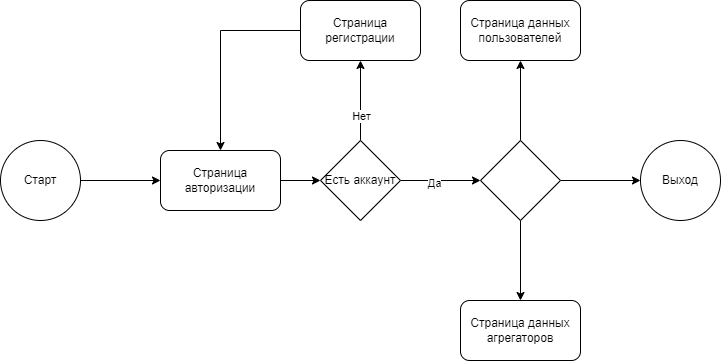 Страница
регистрации
Страница данных
пользователей
Нет
Старт
Страница
авторизации
Есть аккаунт
Да
Выход
Страница данных
агрегаторов